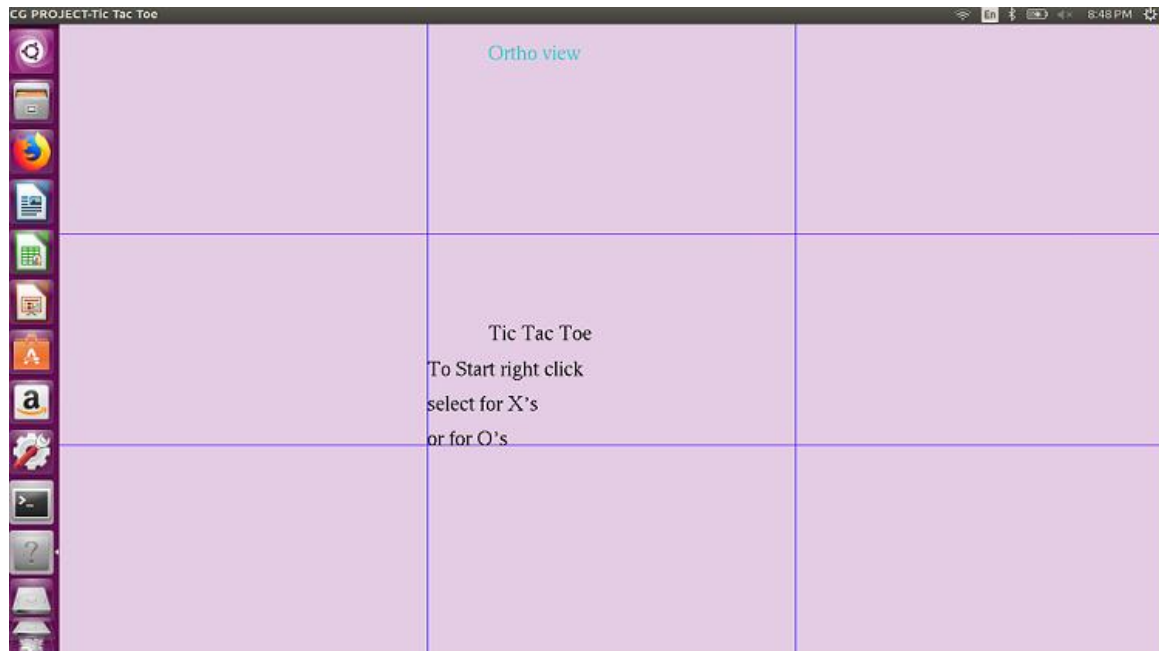 CG PROJECT-Tic Tac Toe
En
8:48 PM
Ortho view
Tic Tac Toe
To Start right click
select for X's
or for O's